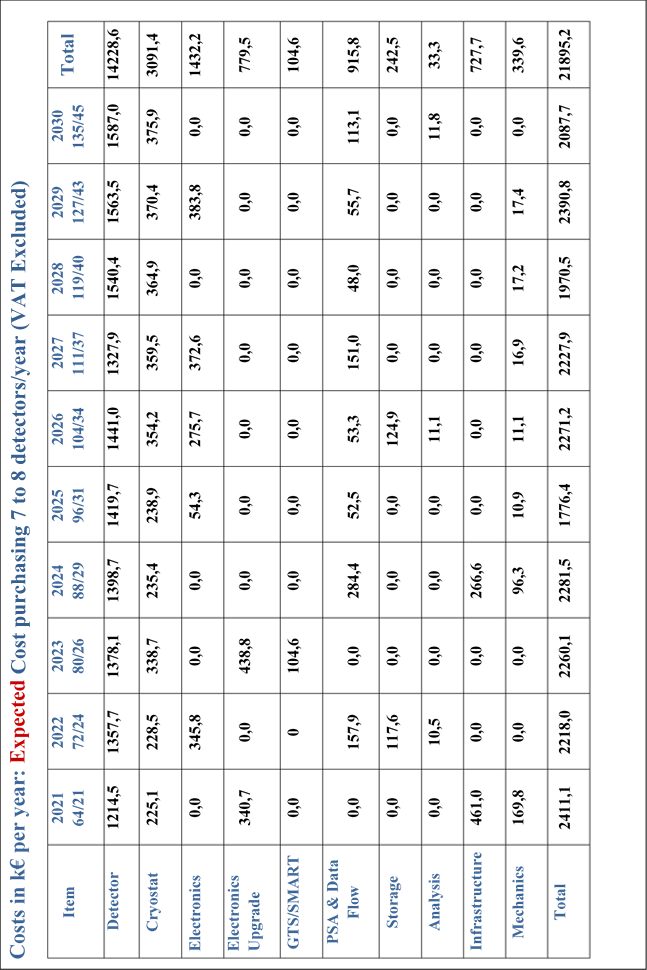 Costs in k€ per year: Expected Cost purchasing 7 to 8 detectors/year (VAT Excluded)
Item 2021 64/21 2022 72/24 2023 80/26 2024 88/29 2025 96/31 2026 104/34 2027 111/37 2028 119/40 2029 127/43 2030 135/45 Total
Detector 1214,5 1357,7 1378,1 1398,7 1419,7 1441,0 1327,9 1540,4 1563,5 1587,0 14228,6
Cryostat 225,1 228,5 338,7 235,4 238,9 354,2 359,5 364,9 370,4 375,9 3091,4
Electronics 0,0 345,8 0,0 0,0 54,3 275,7 372,6 0,0 383,8 0,0 1432,2
Electronics Upgrade 340,7 0,0 438,8 0,0 0,0 0,0 0,0 0,0 0,0 0,0 779,5
GTS/SMART 0,0 0 104,6 0,0 0,0 0,0 0,0 0,0 0,0 0,0 104,6
PSA & Data Flow 0,0 157,9 0,0 284,4 52,5 53,3 151,0 48,0 55,7 113,1 915,8
Storage 0,0 117,6 0,0 0,0 0,0 124,9 0,0 0,0 0,0 0,0 242,5
Analysis 0,0 10,5 0,0 0,0 0,0 11,1 0,0 0,0 0,0 11,8 33,3
Infrastructure 461,0 0,0 0,0 266,6 0,0 0,0 0,0 0,0 0,0 0,0 727,7
Mechanics 169,8 0,0 0,0 96,3 10,9 11,1 16,9 17,2 17,4 0,0 339,6
Total 2411,1 2218,0 2260,1 2281,5 1776,4 2271,2 2227,9 1970,5 2390,8 2087,7 21895,2